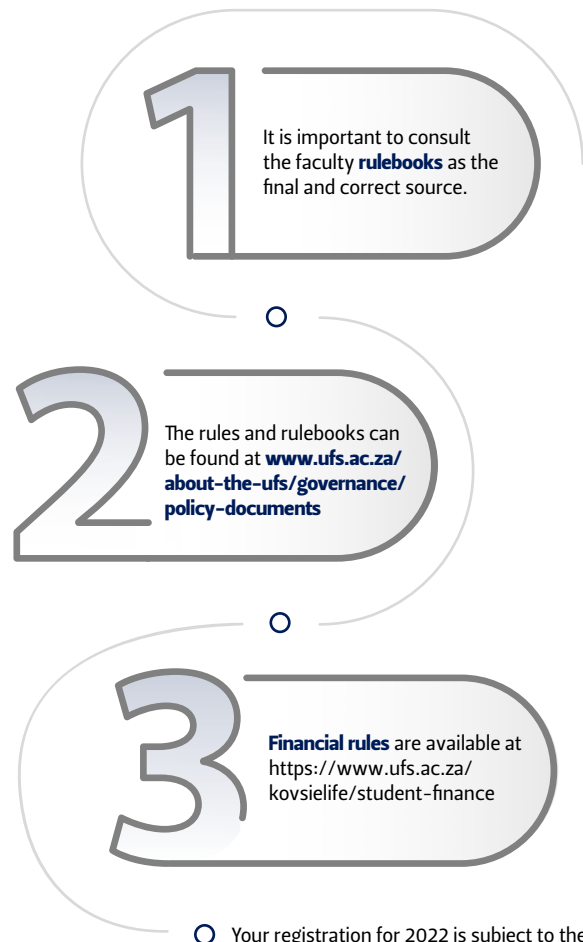 1
It is important to consult
the faculty rulebooks as the
final and correct source.
2
The rules and rulebooks can
be found at www.ufs.ac.za/
about-the-ufs/governance/
policy-documents
3
Financial rules are available at
https://www.ufs.ac.za/
kovsielife/student-finance
Your registration for 2022 is subject to the